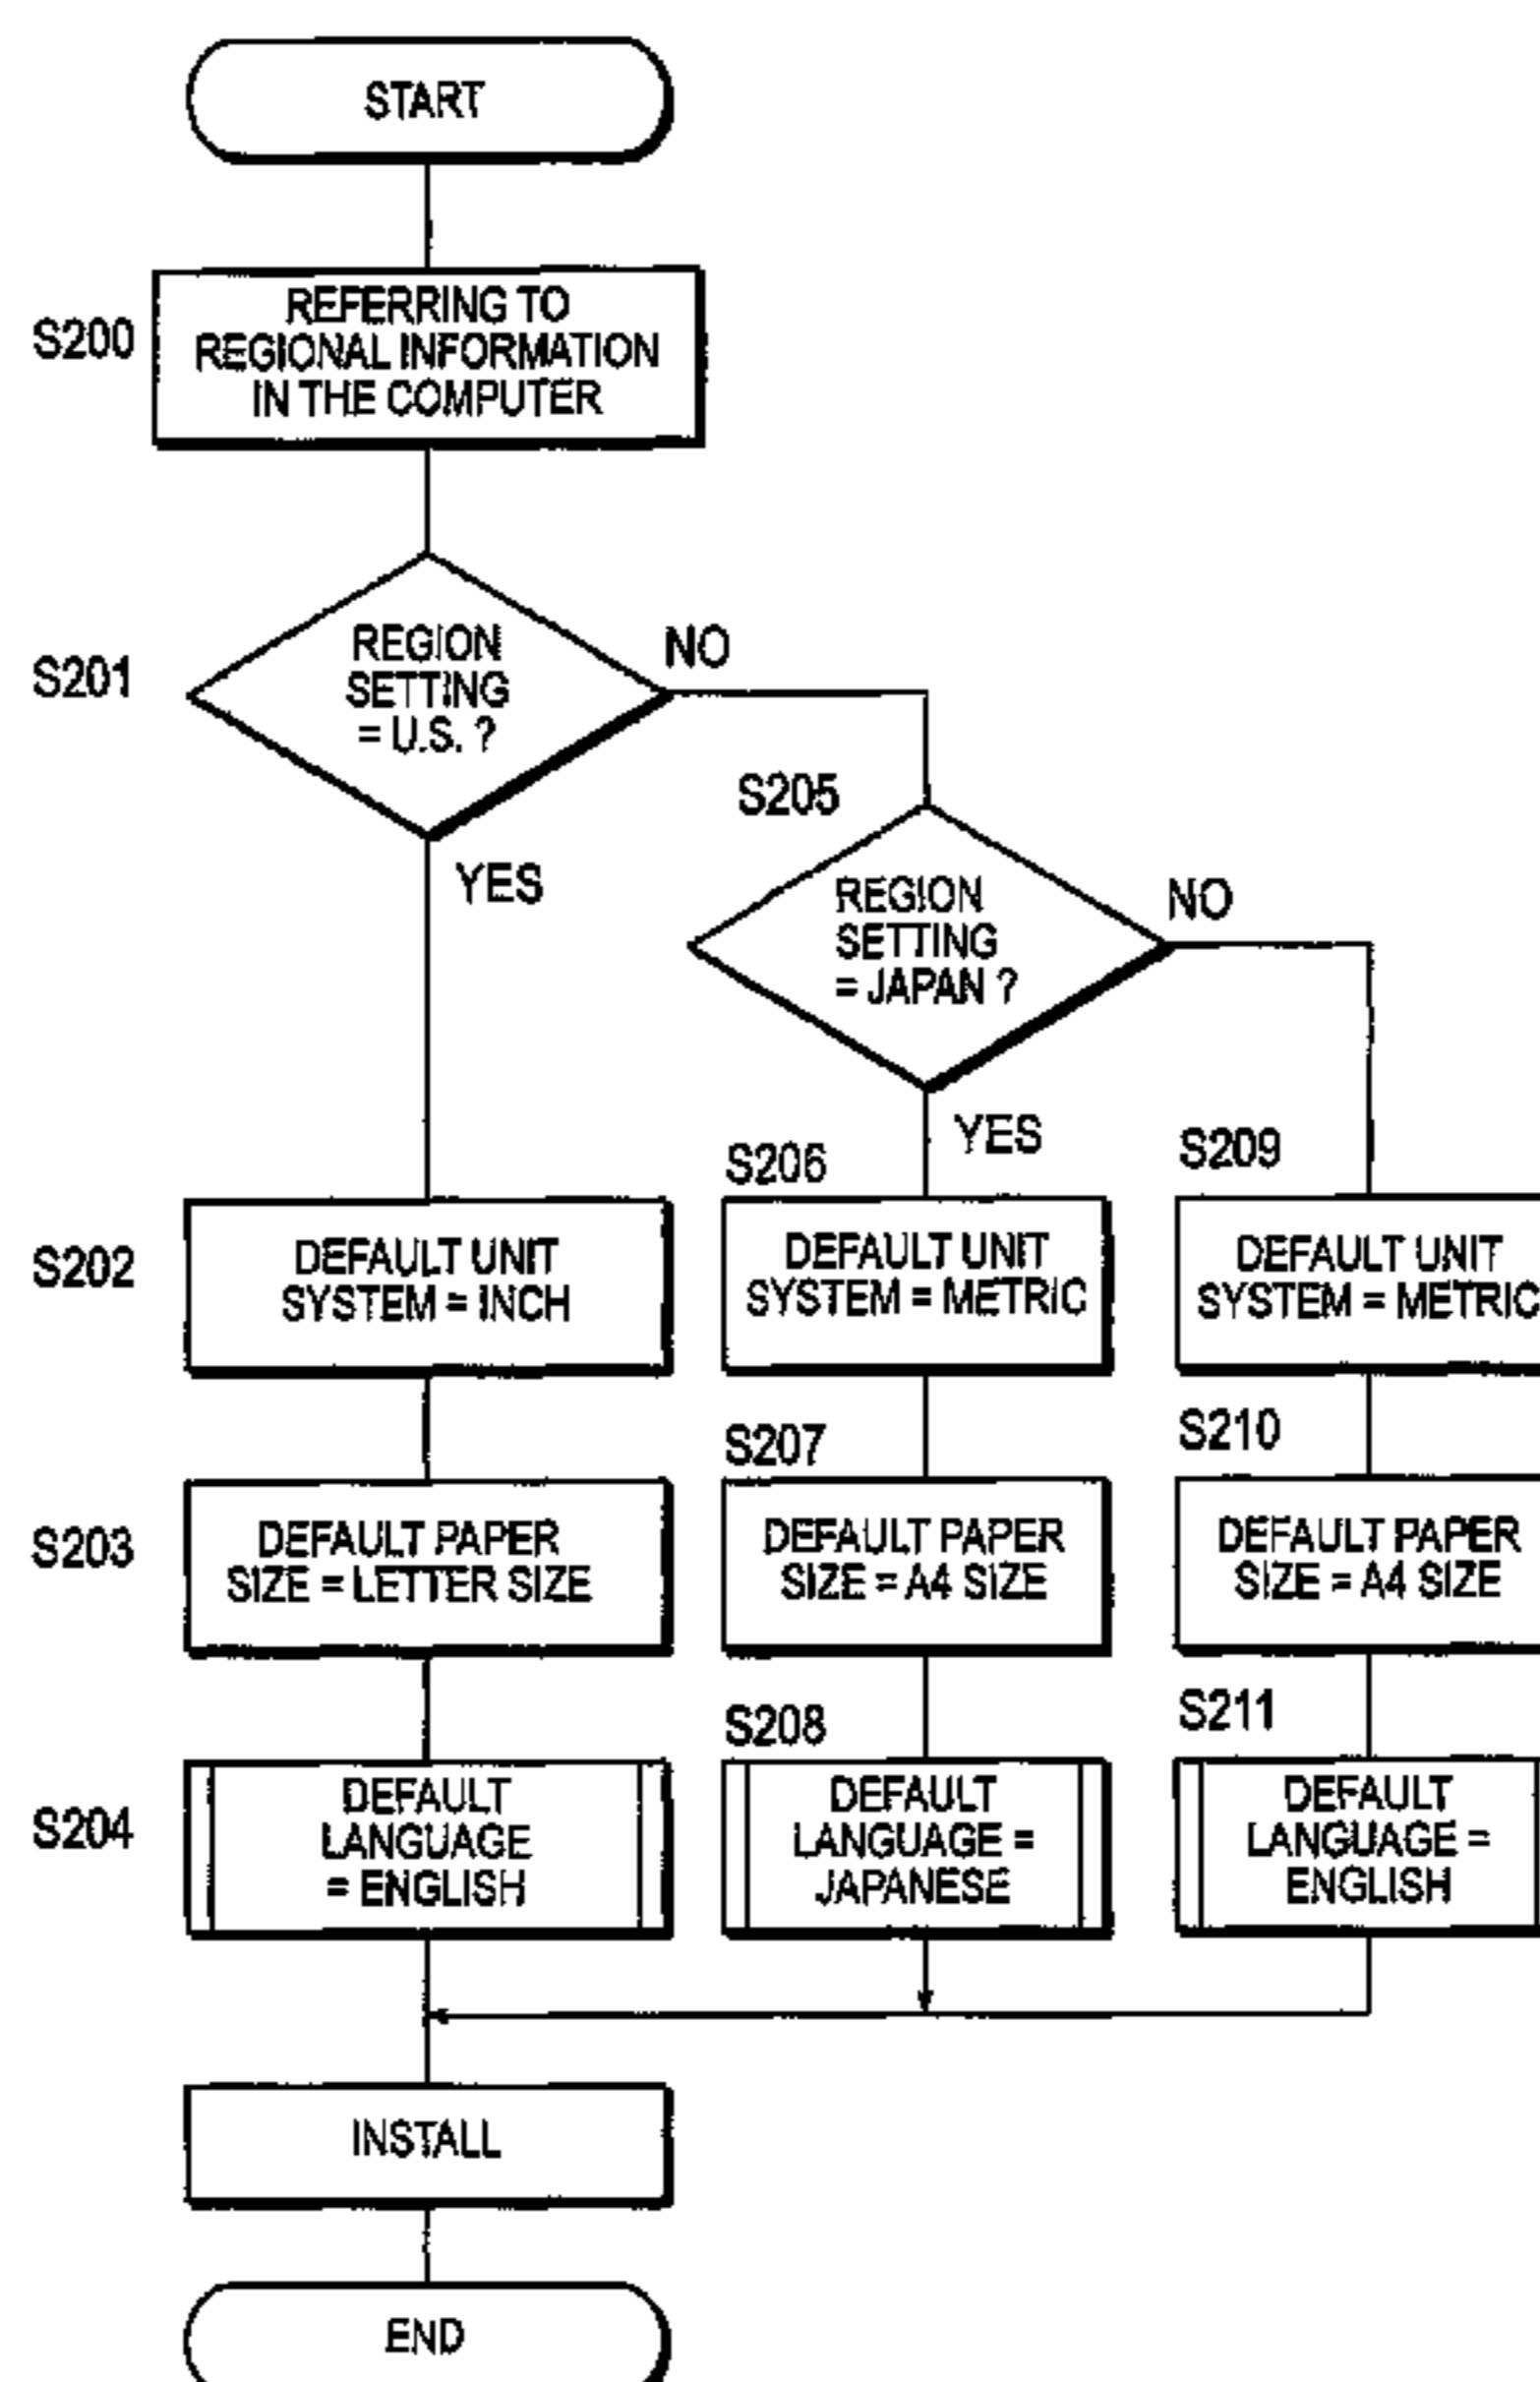 START
S200
REFERRING TO
REGIONAL INFORMATION
IN THE COMPUTER
S201
REGION
SETTING
= U.S. ?
NO
YES
S205
REGION
SETTING
= JAPAN ?
NO
YES
S202
DEFAULT UNIT
SYSTEM = INCH
S206
DEFAULT UNIT
SYSTEM = METRIC
S209
DEFAULT UNIT
SYSTEM = METRIC
S203
DEFAULT PAPER
SIZE = LETTER SIZE
S207
DEFAULT PAPER
SIZE = A4 SIZE
S210
DEFAULT PAPER
SIZE = A4 SIZE
S204
DEFAULT
LANGUAGE
= ENGLISH
S208
DEFAULT
LANGUAGE =
JAPANESE
S211
DEFAULT
LANGUAGE =
ENGLISH
INSTALL
END